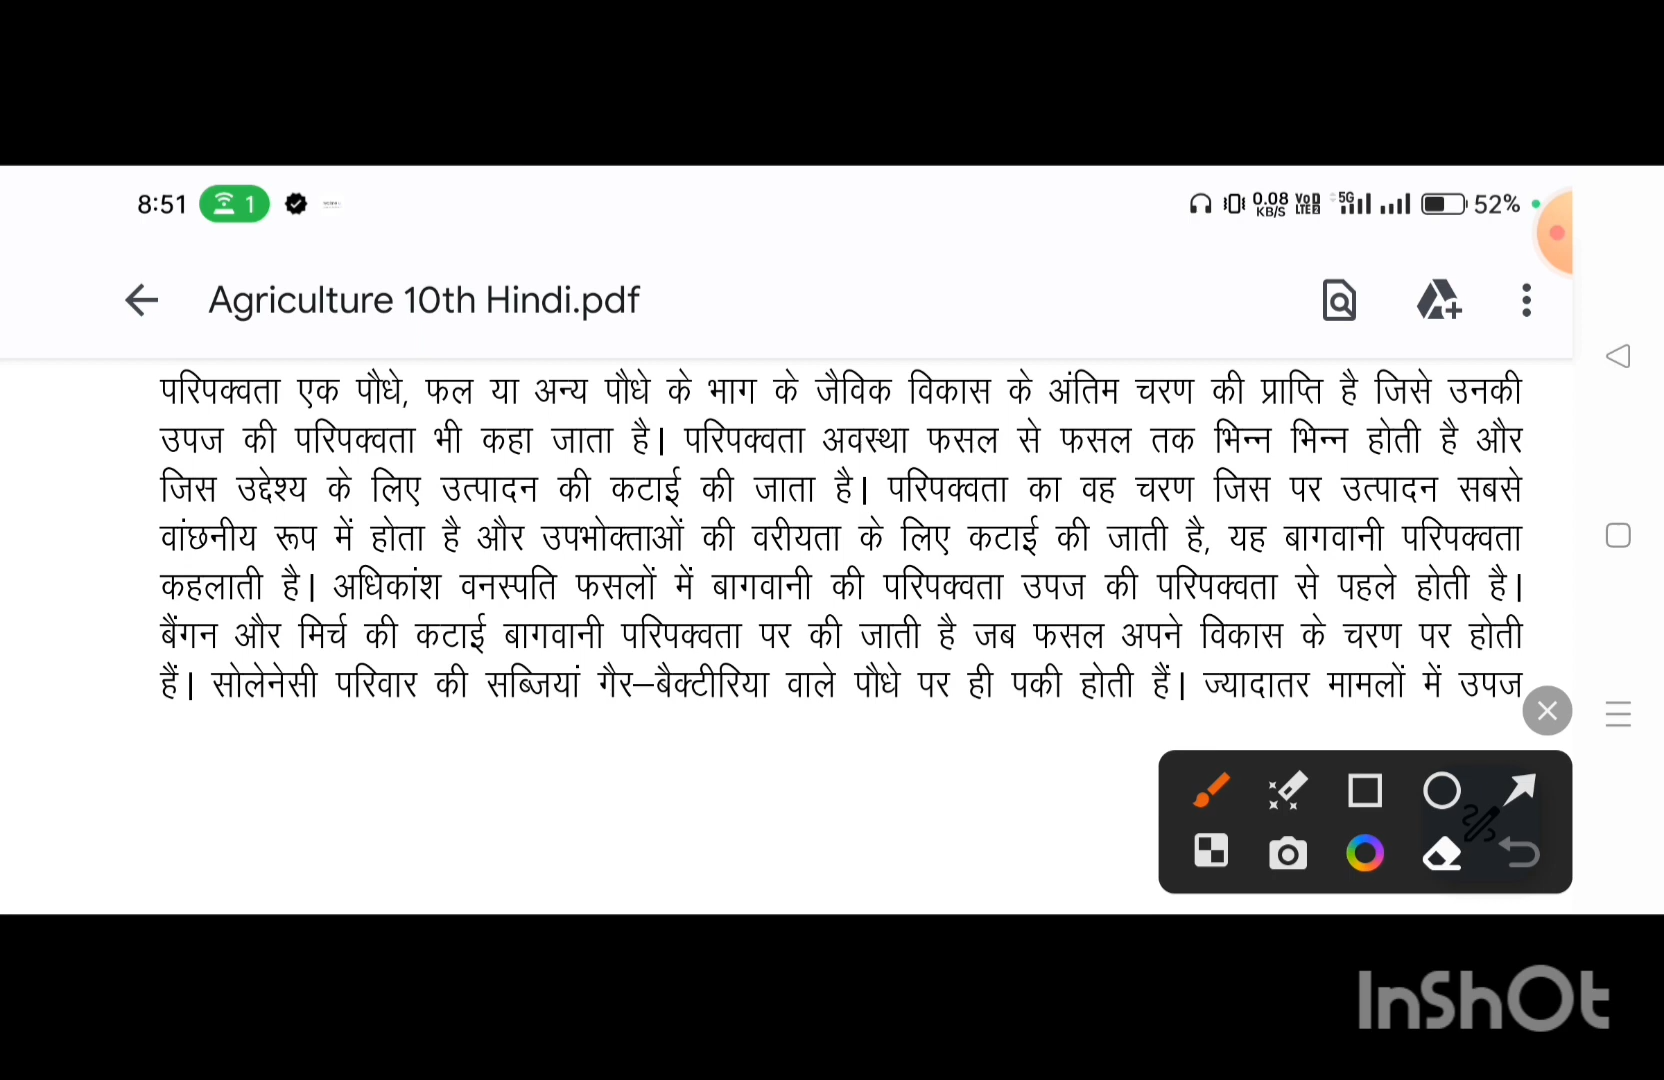 8:51 1 0.08 KB/S VoD LTE2 5G 52%
Agriculture 10th Hindi.pdf
परिपक्वता एक पौधे, फल या अन्य पौधे के भाग के जैविक विकास के अंतिम चरण की प्राप्ति है जिसे उनकी
उपज की परिपक्वता भी कहा जाता है। परिपक्वता अवस्था फसल से फसल तक भिन्न भिन्न होती है और
जिस उद्देश्य के लिए उत्पादन की कटाई की जाता है। परिपक्वता का वह चरण जिस पर उत्पादन सबसे
वांछनीय रूप में होता है और उपभोक्ताओं की वरीयता के लिए कटाई की जाती है, यह बागवानी परिपक्वता
कहलाती है। अधिकांश वनस्पति फसलों में बागवानी की परिपक्वता उपज की परिपक्वता से पहले होती है।
बैंगन और मिर्च की कटाई बागवानी परिपक्वता पर की जाती है जब फसल अपने विकास के चरण पर होती
हैं। सोलेनेसी परिवार की सब्जियां गैर–बैक्टीरिया वाले पौधे पर ही पकी होती हैं। ज्यादातर मामलों में उपज
InShOt